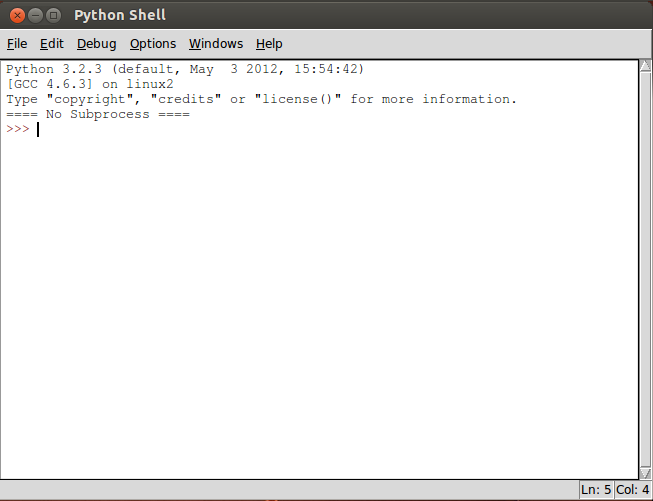 Python Shell
File Edit Debug Options Windows Help
Python 3.2.3 (default, May  3 2012, 15:54:42)
[GCC 4.6.3] on linux2
Type "copyright", "credits" or "license()" for more information.
==== No Subprocess ====
>>>
Ln: 5 Col: 4